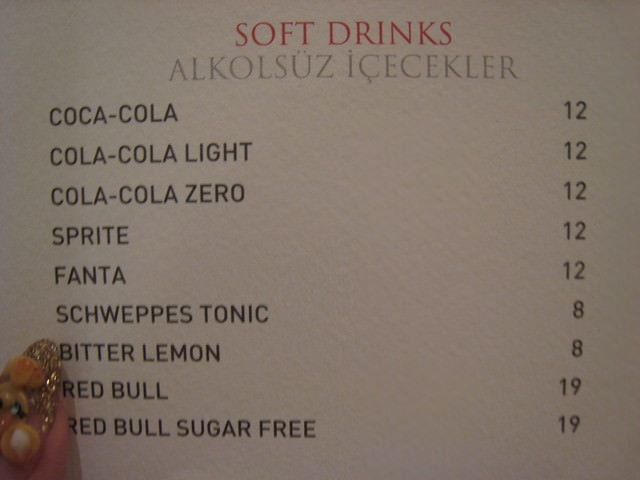 SOFT DRINKS
ALKOLSÜZ İÇECEKLER
COCA-COLA 12
COLA-COLA LIGHT 12
COLA-COLA ZERO 12
SPRITE 12
FANTA 12
SCHWEPPES TONIC 8
BITTER LEMON 8
RED BULL 19
RED BULL SUGAR FREE 19